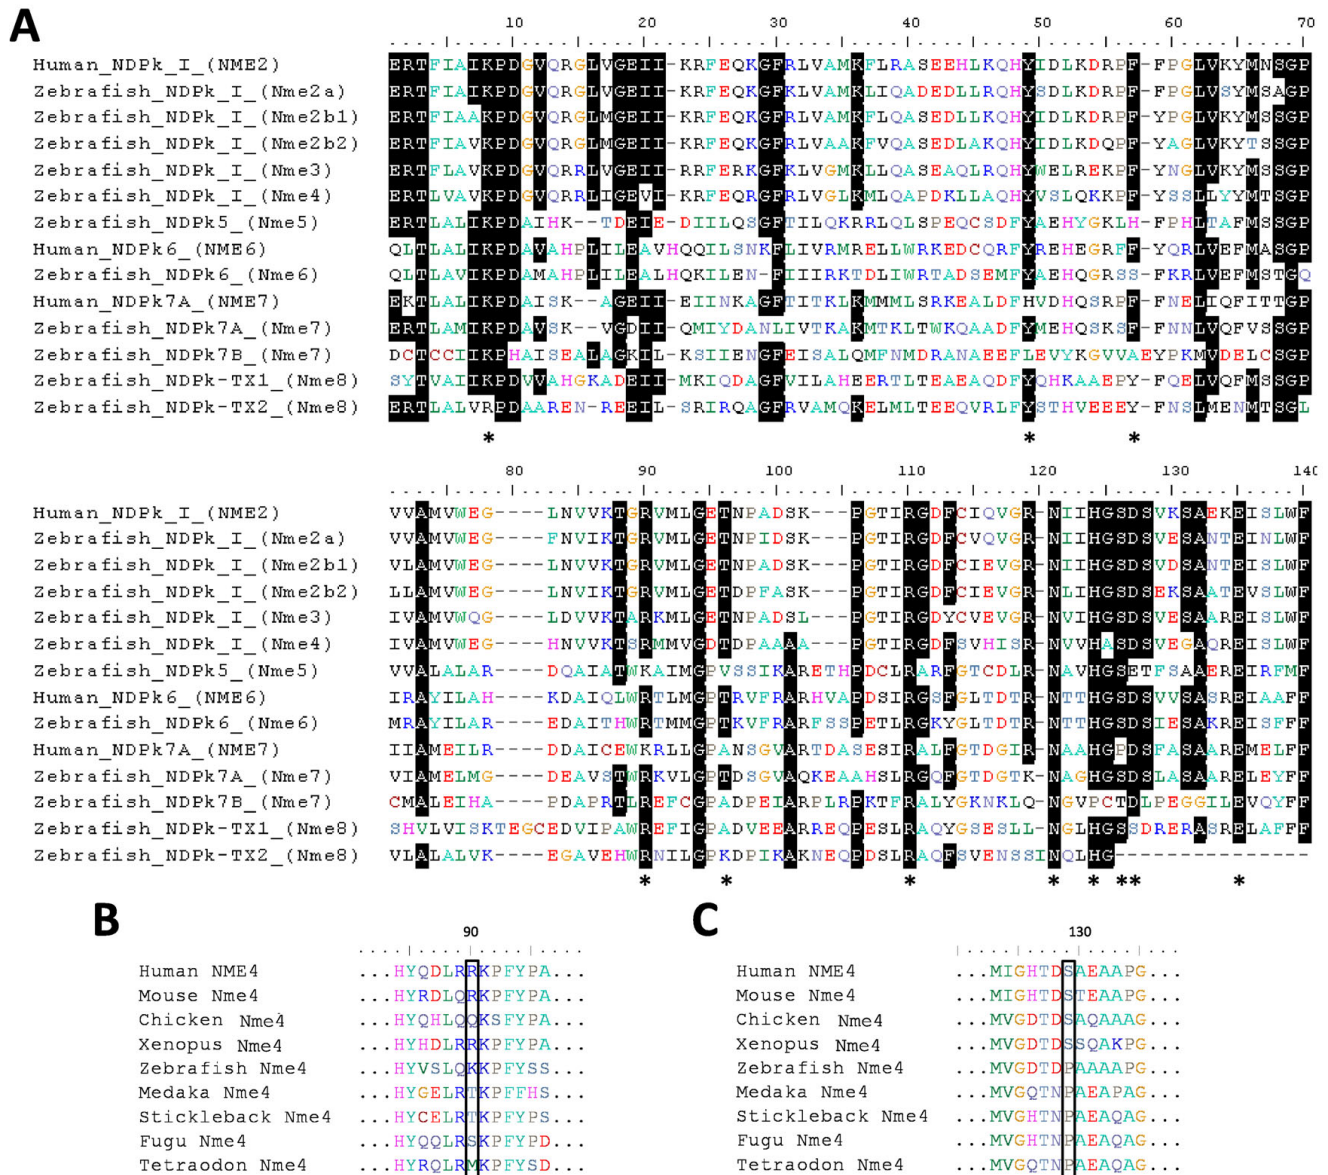 A
10 20 30 40 50 60 70
Human_NDPk_I_(NME2) ERTFIAIKPDGVQRGLVGEII-KRFEQKGFRLVAMKFLRASEEHLKQHYIDLKDRPF-FPGLVKYMNSGP
Zebrafish_NDPk_I_(Nme2a) ERTFIAIKPDGVQRGLVGEII-KRFEQKGFRLVAMKLIQADEDLLRQHYSDLKDRPF-FPGLVSYMSAGP
Zebrafish_NDPk_I_(Nme2b1) ERTFIAAKPDGVQRGLMGEII-KRFEQKGFRLVAMKFIQASEDLLKQHYIDLKDRPF-YPGLVKYMSSGP
Zebrafish_NDPk_I_(Nme2b2) ERTFIAVKPDGVQRGLMGEII-KRFEQKGFRLVAAKFVQASEDLAKQHYIDLKDQPF-YAGLVKYTSSGP
Zebrafish_NDPk_I_(Nme3) ERTFLAVKPDGVQRRLVGEII-RRFERKGFKLVGMKLLQASEAQLRQHYWELREKPF-YNGLVKYMSSGP
Zebrafish_NDPk_I_(Nme4) ERTLVAVKPDGVQRRLIGEVI-KRFEQRGFRLVGLKMLQAPDKLLAQHYVSLQKKPF-YSSLLYYMTSGP
Zebrafish_NDPk5_(Nme5) ERTLALIKPDAIHK--TDEIE-DIILQSGFTILQKRRLQLSPEQCSDFYAEHYGKLH-FPHLTAFMSSGP
Human_NDPk6_(NME6) QLTLALIKPDAVAHPLILEAVHQQILSNKFLIVRMRELLWRKEDCQRFYREHEGRFF-YQRLVEFMASGP
Zebrafish_NDPk6_(Nme6) QLTLAVIKPDAMAHPLILEALHQKILEN-FIIIRKTDLIWRTADSEMFYAEHQGRSS-FKRLVEFMSTGQ
Human_NDPk7A_(NME7) EKTLALIKPDAISK--AGEII-EIINKAGFTITKLKMMMLSRKEALDFHVDHQSRPF-FNELIQFITTGP
Zebrafish_NDPk7A_(Nme7) ERTLAMIKPDAVSK--VGDII-QMIYDANLIVTKAKMTKLTWKQAADFYMEHQSKSF-FNNLVQFVSSGP
Zebrafish_NDPk7B_(Nme7) DCTCCIIKPHAISEALAGKIL-KSIIENGFEISALQMFNMDRANAEEFLEVYKGVVAEYPKMVDELCSGP
Zebrafish_NDPk-TX1_(Nme8) SYTVAIIKPDVVAHGKADEII-MKIQDAGFVILAHEERTLTEAEAQDFYQHKAAEPY-FQELVQFMSSGP
Zebrafish_NDPk-TX2_(Nme8) ERTLALVRPDAAREN-REEIL-SRIRQAGFRVAMQKELMLTEEQVRLFYSTHVEEEY-FNSLMENMTSGL
* * *
80 90 100 110 120 130 140
Human_NDPk_I_(NME2) VVAMVWEG----LNVVKTGRVMLGETNPADSK---PGTIRGDFCIQVGR-NIIHGSDSVKSAEKEISLWF
Zebrafish_NDPk_I_(Nme2a) VVAMVWEG----FNVIKTGRVMLGETNPIDSK---PGTIRGDFCVQVGR-NIIHGSDSVESANTEINLWF
Zebrafish_NDPk_I_(Nme2b1) VLAMVWEG----LNVVKTGRVMLGETNPADSK---PGTIRGDFCIEVGR-NIIHGSDSVDSANTEISLWF
Zebrafish_NDPk_I_(Nme2b2) LLAMVWEG----LNVIKTGRVMLGETDPFASK---PGTIRGDFCIEVGR-NIIHGSDSEKSAATEVSLWF
Zebrafish_NDPk_I_(Nme3) IVAMVWQG----LDVVKTARKMLGETNPADSL---PGTIRGDYCVEVGR-NVIHGSDSVESARREISLWF
Zebrafish_NDPk_I_(Nme4) IVAMVWEG----HNVVKTSRMMVGDTDPAAAA---PGTIRGDFSVHISR-NVVHASDSVEGAQREISLWF
Zebrafish_NDPk5_(Nme5) VVALALAR----DQAIATWKAIMGPVSSIKARETHPDCLRARFGTCDLR-NAVHGSETFSAAEREIRFMF
Human_NDPk6_(NME6) IRAYILAH----KDAIQLWRTLMGPTRVFRARHVAPDSIRGSFGLTDTR-NTTHGSDSVVSASREIAAFF
Zebrafish_NDPk6_(Nme6) MRAYILAR----EDAITHWRTMMGPTKVFRARFSSPETLRGKYGLTDTR-NTTHGSDSIESAKREISFFF
Human_NDPk7A_(NME7) IIAMEILR----DDAICEWKRLLGPANSGVARTDASESIRALFGTDGIR-NAAHGPDSFASAAREMELFF
Zebrafish_NDPk7A_(Nme7) VIAMELMG----DEAVSTWRKVLGPTDSGVAQKEAAHSLRGQFGTDGTK-NAGHGSDSLASAARELEYFF
Zebrafish_NDPk7B_(Nme7) CMALEIHA----PDAPRTLREFCGPADPEIARPLRPKTFRALYGKNKLQ-NGVPCTDLPEGGILEVQYFF
Zebrafish_NDPk-TX1_(Nme8) SHVLVISKTEGCEDVIPAWREFIGPADVEEARREQPESLRAQYGSESLL-NGLHGSSDRERASRELAFFF
Zebrafish_NDPk-TX2_(Nme8) VLALALVK----EGAVEHWRNILGPKDPIKAKNEQPDSLRAQFSVENSSINQLHG---------------
* * * * * ** *
B
90
Human NME4 ...HYQDLRRKPFYPA...
Mouse Nme4 ...HYRDLQRKPFYPA...
Chicken Nme4 ...HYQHLQQKSFYPA...
Xenopus Nme4 ...HYHDLRRKPFYPA...
Zebrafish Nme4 ...HYVSLQKKPFYSS...
Medaka Nme4 ...HYGELRTKPFFHS...
Stickleback Nme4 ...HYCELRTKPFYPS...
Fugu Nme4 ...HYQQLRSKPFYPD...
Tetraodon Nme4 ...HYRQLRMKPFYSD...
C
130
Human NME4 ...MIGHTDSAEAAPG...
Mouse Nme4 ...MIGHTDSTEAAPG...
Chicken Nme4 ...MVGDTDSAQAAAG...
Xenopus Nme4 ...MVGDTDSSQAKPG...
Zebrafish Nme4 ...MVGDTDPAAAAPG...
Medaka Nme4 ...MVGQTNPAEAPAG...
Stickleback Nme4 ...MVGHTNPAEAQAG...
Fugu Nme4 ...MVGHTNPAEAQAG...
Tetraodon Nme4 ...MVGQTNPAEAQAG...